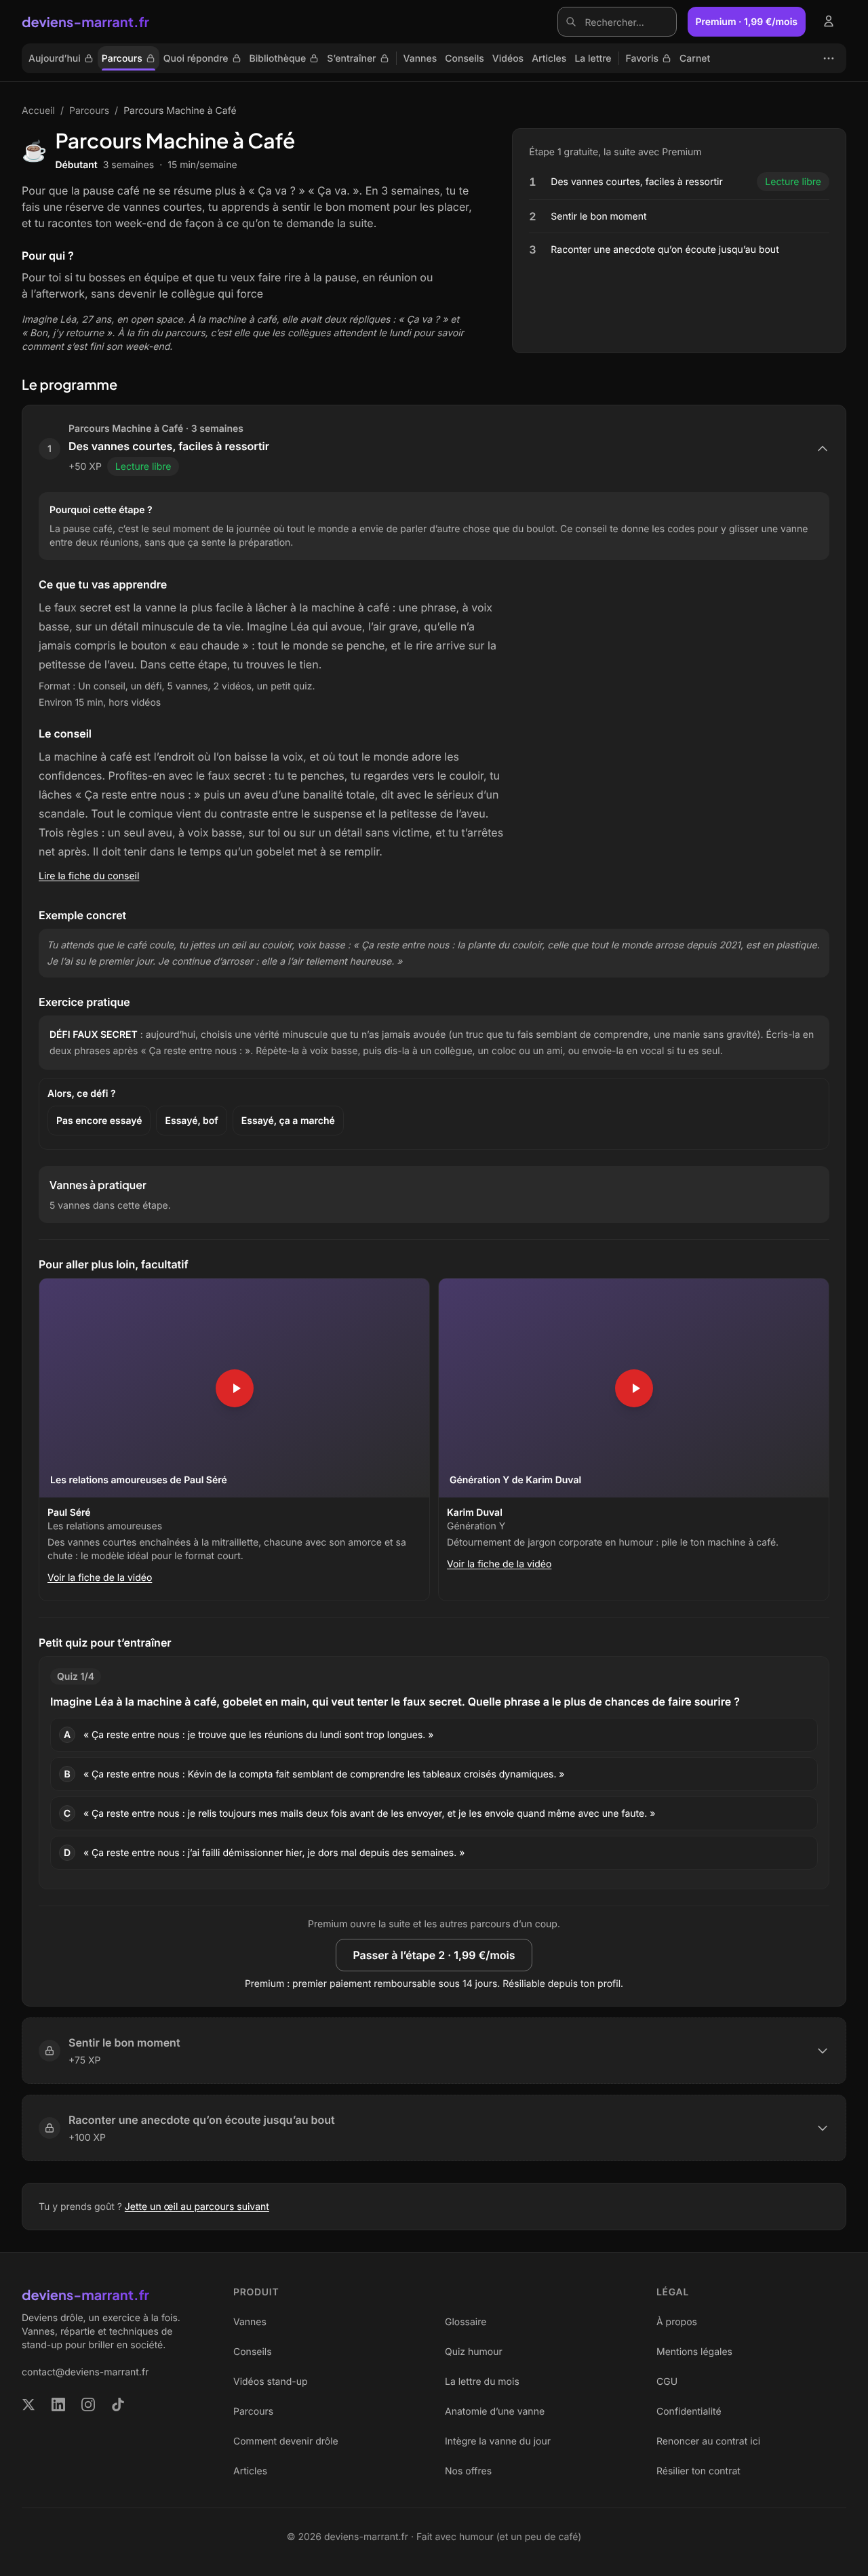 deviens-marrant.fr
Rechercher...
Premium · 1,99 €/mois
Aujourd’hui
Parcours
Quoi répondre
Bibliothèque
S’entraîner
Vannes
Conseils
Vidéos
Articles
La lettre
Favoris
Carnet
Accueil / Parcours / Parcours Machine à Café
Parcours Machine à Café
Débutant 3 semaines · 15 min/semaine
Pour que la pause café ne se résume plus à « Ça va ? » « Ça va. ». En 3 semaines, tu te
fais une réserve de vannes courtes, tu apprends à sentir le bon moment pour les placer,
et tu racontes ton week-end de façon à ce qu’on te demande la suite.
Pour qui ?
Pour toi si tu bosses en équipe et que tu veux faire rire à la pause, en réunion ou
à l’afterwork, sans devenir le collègue qui force
Imagine Léa, 27 ans, en open space. À la machine à café, elle avait deux répliques : « Ça va ? » et
« Bon, j’y retourne ». À la fin du parcours, c’est elle que les collègues attendent le lundi pour savoir
comment s’est fini son week-end.
Étape 1 gratuite, la suite avec Premium
1 Des vannes courtes, faciles à ressortir Lecture libre
2 Sentir le bon moment
3 Raconter une anecdote qu’on écoute jusqu’au bout
Le programme
Parcours Machine à Café · 3 semaines
1 Des vannes courtes, faciles à ressortir
+50 XP Lecture libre
Pourquoi cette étape ?
La pause café, c’est le seul moment de la journée où tout le monde a envie de parler d’autre chose que du boulot. Ce conseil te donne les codes pour y glisser une vanne
entre deux réunions, sans que ça sente la préparation.
Ce que tu vas apprendre
Le faux secret est la vanne la plus facile à lâcher à la machine à café : une phrase, à voix
basse, sur un détail minuscule de ta vie. Imagine Léa qui avoue, l’air grave, qu’elle n’a
jamais compris le bouton « eau chaude » : tout le monde se penche, et le rire arrive sur la
petitesse de l’aveu. Dans cette étape, tu trouves le tien.
Format : Un conseil, un défi, 5 vannes, 2 vidéos, un petit quiz.
Environ 15 min, hors vidéos
Le conseil
La machine à café est l’endroit où l’on baisse la voix, et où tout le monde adore les
confidences. Profites-en avec le faux secret : tu te penches, tu regardes vers le couloir, tu
lâches « Ça reste entre nous : » puis un aveu d’une banalité totale, dit avec le sérieux d’un
scandale. Tout le comique vient du contraste entre le suspense et la petitesse de l’aveu.
Trois règles : un seul aveu, à voix basse, sur toi ou sur un détail sans victime, et tu t’arrêtes
net après. Il doit tenir dans le temps qu’un gobelet met à se remplir.
Lire la fiche du conseil
Exemple concret
Tu attends que le café coule, tu jettes un œil au couloir, voix basse : « Ça reste entre nous : la plante du couloir, celle que tout le monde arrose depuis 2021, est en plastique.
Je l’ai su le premier jour. Je continue d’arroser : elle a l’air tellement heureuse. »
Exercice pratique
DÉFI FAUX SECRET : aujourd’hui, choisis une vérité minuscule que tu n’as jamais avouée (un truc que tu fais semblant de comprendre, une manie sans gravité). Écris-la en
deux phrases après « Ça reste entre nous : ». Répète-la à voix basse, puis dis-la à un collègue, un coloc ou un ami, ou envoie-la en vocal si tu es seul.
Alors, ce défi ?
Pas encore essayé
Essayé, bof
Essayé, ça a marché
Vannes à pratiquer
5 vannes dans cette étape.
Pour aller plus loin, facultatif
Les relations amoureuses de Paul Séré
Paul Séré
Les relations amoureuses
Des vannes courtes enchaînées à la mitraillette, chacune avec son amorce et sa
chute : le modèle idéal pour le format court.
Voir la fiche de la vidéo
Génération Y de Karim Duval
Karim Duval
Génération Y
Détournement de jargon corporate en humour : pile le ton machine à café.
Voir la fiche de la vidéo
Petit quiz pour t’entraîner
Quiz 1/4
Imagine Léa à la machine à café, gobelet en main, qui veut tenter le faux secret. Quelle phrase a le plus de chances de faire sourire ?
A « Ça reste entre nous : je trouve que les réunions du lundi sont trop longues. »
B « Ça reste entre nous : Kévin de la compta fait semblant de comprendre les tableaux croisés dynamiques. »
C « Ça reste entre nous : je relis toujours mes mails deux fois avant de les envoyer, et je les envoie quand même avec une faute. »
D « Ça reste entre nous : j’ai failli démissionner hier, je dors mal depuis des semaines. »
Premium ouvre la suite et les autres parcours d’un coup.
Passer à l’étape 2 · 1,99 €/mois
Premium : premier paiement remboursable sous 14 jours. Résiliable depuis ton profil.
Sentir le bon moment
+75 XP
Raconter une anecdote qu’on écoute jusqu’au bout
+100 XP
Tu y prends goût ? Jette un œil au parcours suivant
deviens-marrant.fr
Deviens drôle, un exercice à la fois.
Vannes, répartie et techniques de
stand-up pour briller en société.
contact@deviens-marrant.fr
PRODUIT
Vannes
Conseils
Vidéos stand-up
Parcours
Comment devenir drôle
Articles
Glossaire
Quiz humour
La lettre du mois
Anatomie d’une vanne
Intègre la vanne du jour
Nos offres
LÉGAL
À propos
Mentions légales
CGU
Confidentialité
Renoncer au contrat ici
Résilier ton contrat
© 2026 deviens-marrant.fr · Fait avec humour (et un peu de café)